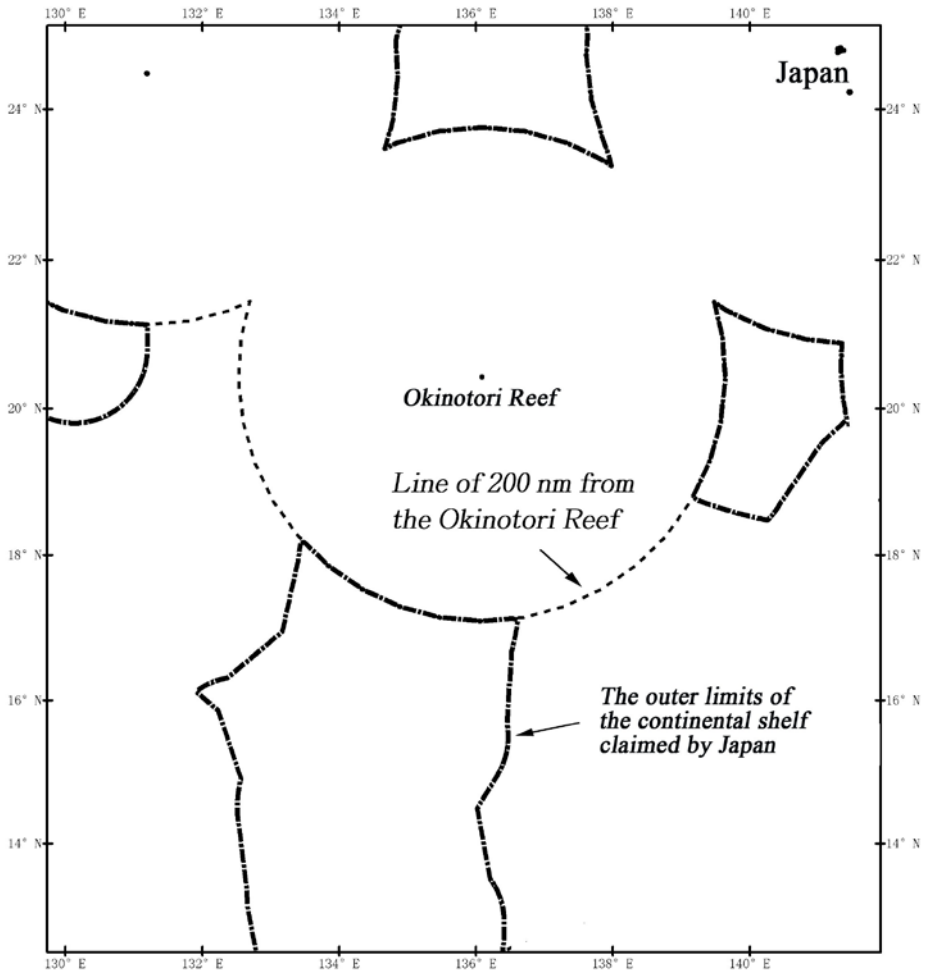 130° E 132° E 134° E 136° E 138° E 140° E
Japan
24° N 24° N
22° N 22° N
20° N 20° N
Okinotori Reef
Line of 200 nm from
the Okinotori Reef
18° N 18° N
16° N 16° N
The outer limits of
the continental shelf
claimed by Japan
14° N 14° N
130° E 132° E 134° E 136° E 138° E 140° E